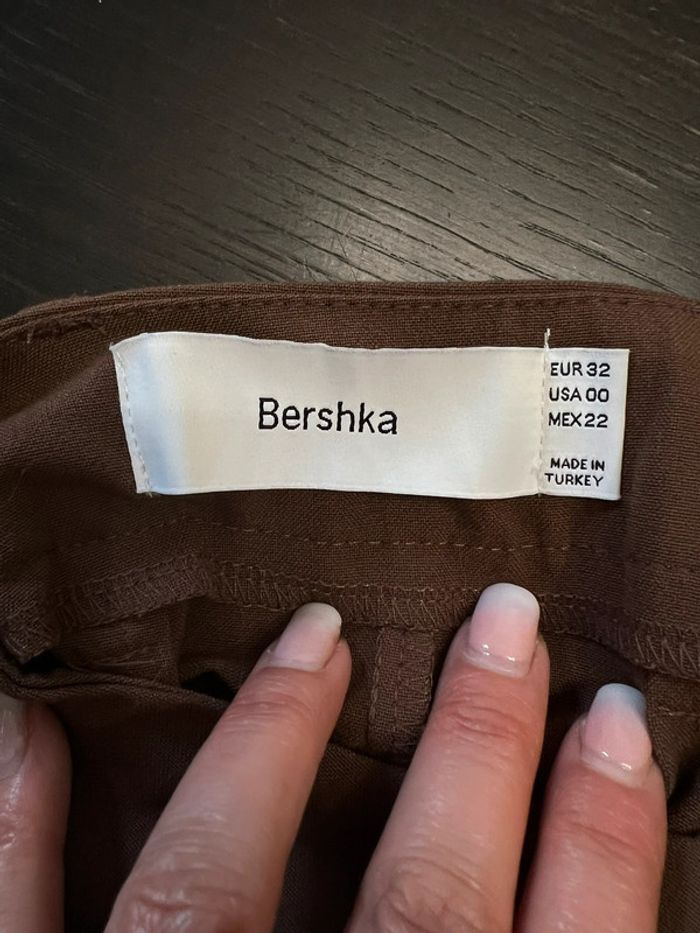 Bershka
EUR 32
USA 00
MEX 22
MADE IN
TURKEY